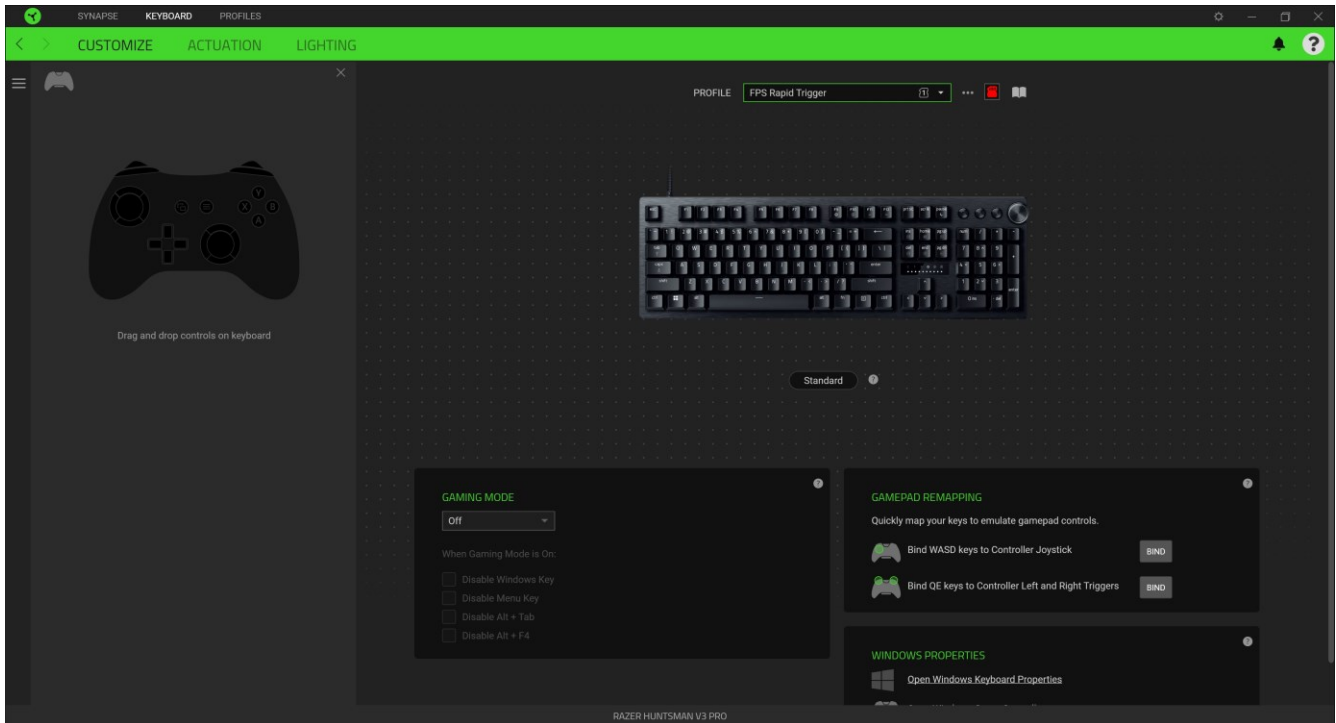 SYNAPSE KEYBOARD PROFILES
CUSTOMIZE ACTUATION LIGHTING
PROFILE FPS Rapid Trigger 1
Y
X B
A
Drag and drop controls on keyboard
Standard
GAMING MODE
Off
When Gaming Mode is On:
Disable Windows Key
Disable Menu Key
Disable Alt + Tab
Disable Alt + F4
GAMEPAD REMAPPING
Quickly map your keys to emulate gamepad controls.
Bind WASD keys to Controller Joystick BIND
Bind QE keys to Controller Left and Right Triggers BIND
WINDOWS PROPERTIES
Open Windows Keyboard Properties
RAZER HUNTSMAN V3 PRO